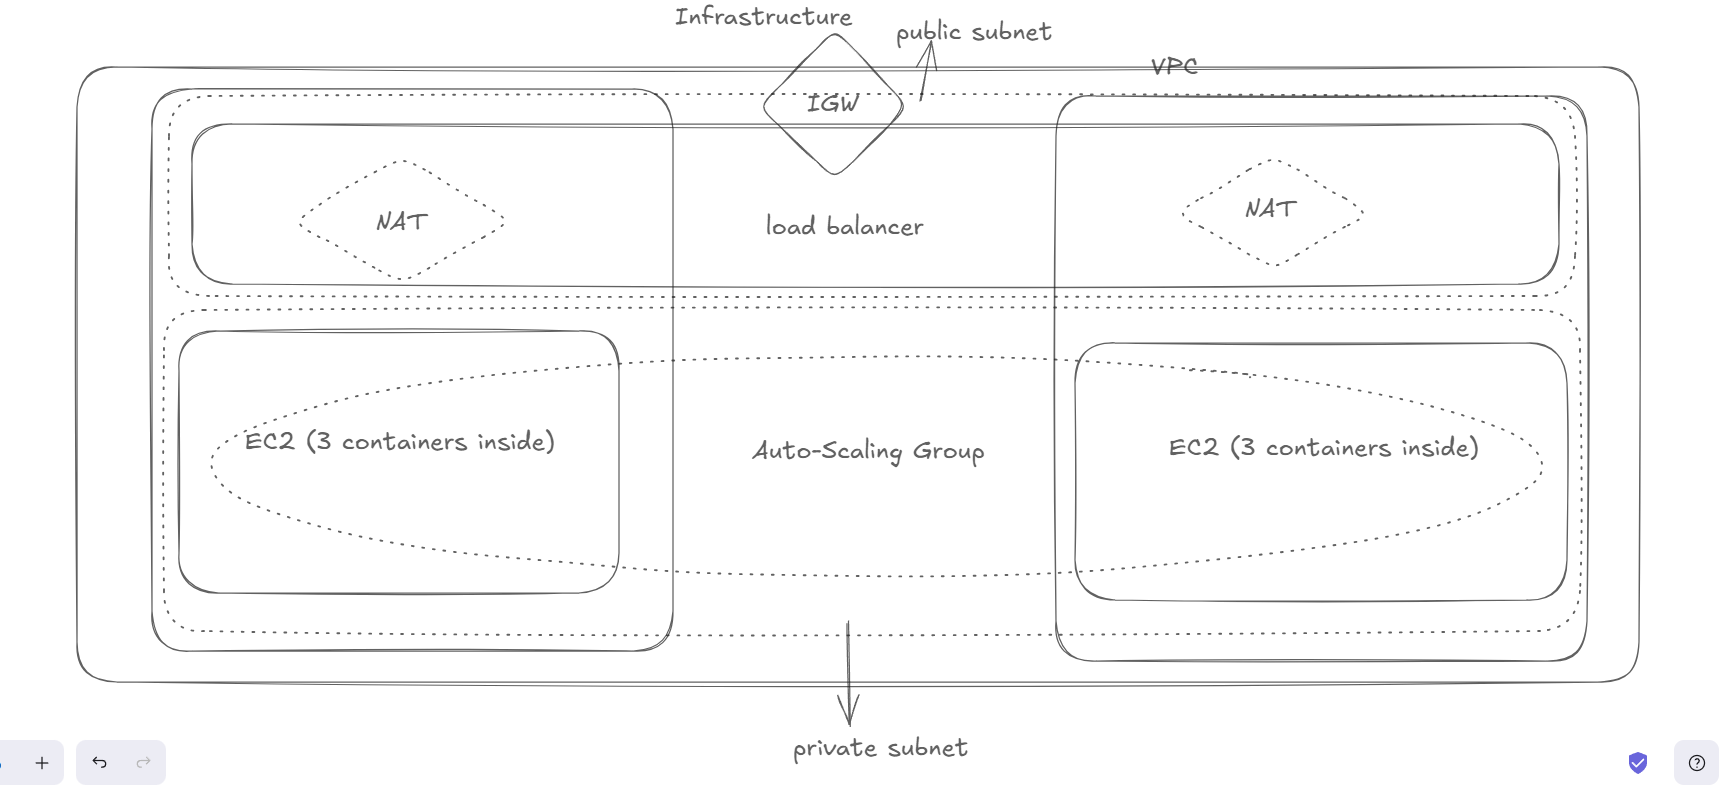 Infrastructure
public subnet
VPC
IGW
NAT
load balancer
NAT
EC2 (3 containers inside)
Auto-Scaling Group
EC2 (3 containers inside)
private subnet